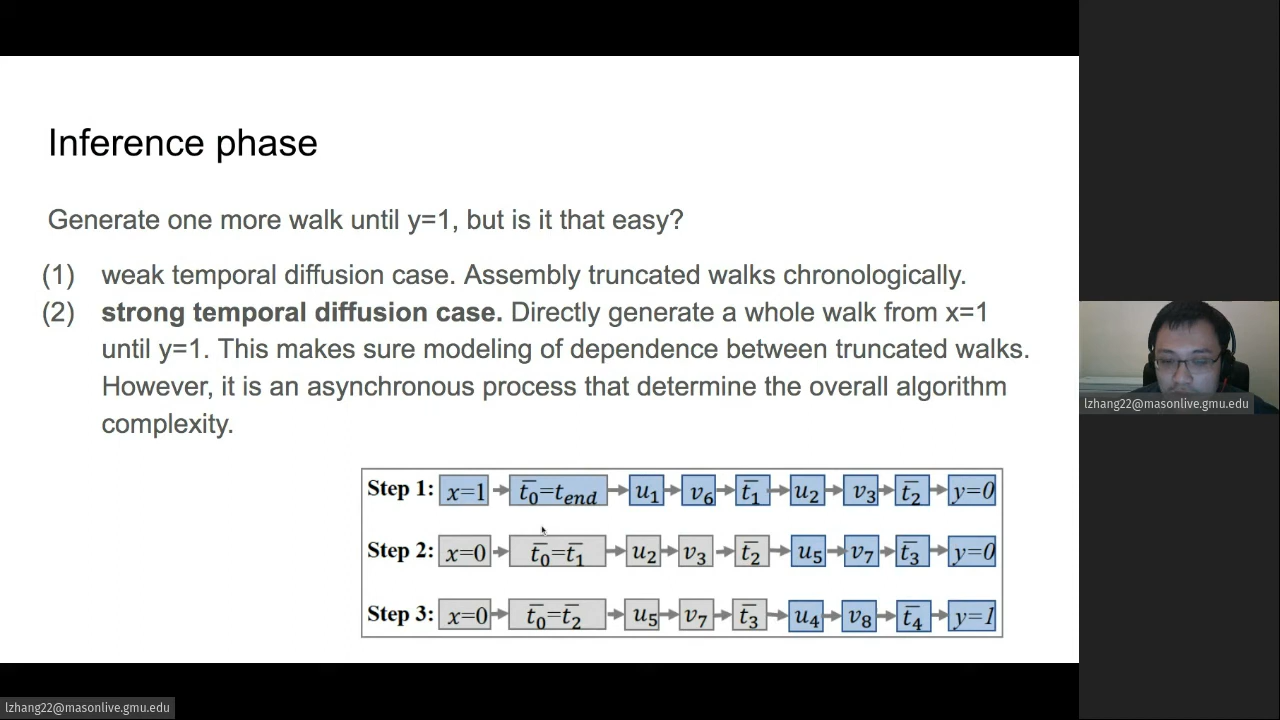 Inference phase
Generate one more walk until y=1, but is it that easy?
(1) weak temporal diffusion case. Assembly truncated walks chronologically.
(2) strong temporal diffusion case. Directly generate a whole walk from x=1
until y=1. This makes sure modeling of dependence between truncated walks.
However, it is an asynchronous process that determine the overall algorithm
complexity.
Step 1: x=1 → t̅₀=t_end → u₁ → v₆ → t̅₁ → u₂ → v₃ → t̅₂ → y=0
Step 2: x=0 → t̅₀=t̅₁ → u₂ → v₃ → t̅₂ → u₅ → v₇ → t̅₃ → y=0
Step 3: x=0 → t̅₀=t̅₂ → u₅ → v₇ → t̅₃ → u₄ → v₈ → t̅₄ → y=1
lzhang22@masonlive.gmu.edu
lzhang22@masonlive.gmu.edu